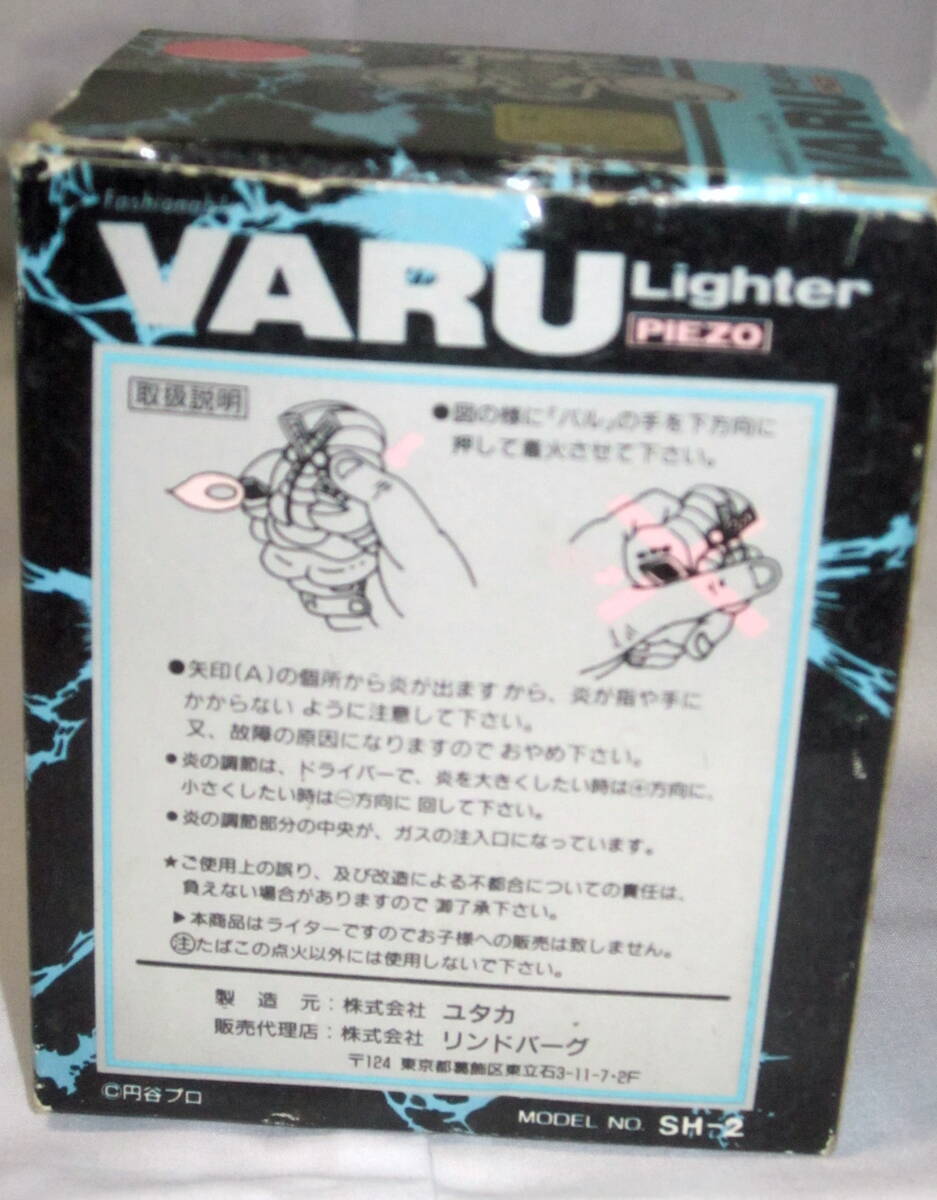 VARU
fashionable
VARU Lighter
PIEZO
取扱説明
●図の様に「バル」の手を下方向に
押して着火させて下さい。
●矢印(A)の個所から炎が出ますから、炎が指や手に
かからないように注意して下さい。
又、故障の原因になりますのでおやめ下さい。
●炎の調節は、ドライバーで、炎を大きくしたい時は⊕方向に、
小さくしたい時は⊖方向に回して下さい。
●炎の調節部分の中央が、ガスの注入口になっています。
★ご使用上の誤り、及び改造による不都合についての責任は、
負えない場合がありますので御了承下さい。
▶本商品はライターですのでお子様への販売は致しません。
㊟たばこの点火以外には使用しないで下さい。
製造元:株式会社 ユタカ
販売代理店:株式会社 リンドバーグ
〒124 東京都葛飾区東立石3-11-7・2F
©円谷プロ
MODEL NO. SH-2